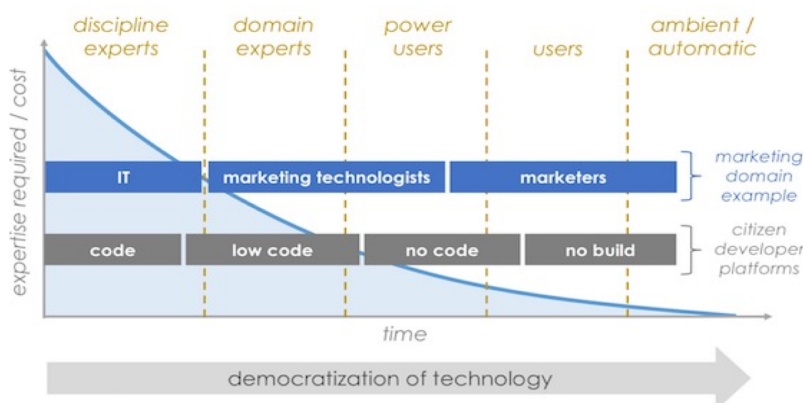 discipline
experts
domain
experts
power
users
users
ambient /
automatic
expertise required / cost
IT
marketing technologists
marketers
marketing
domain
example
code
low code
no code
no build
citizen
developer
platforms
time
democratization of technology